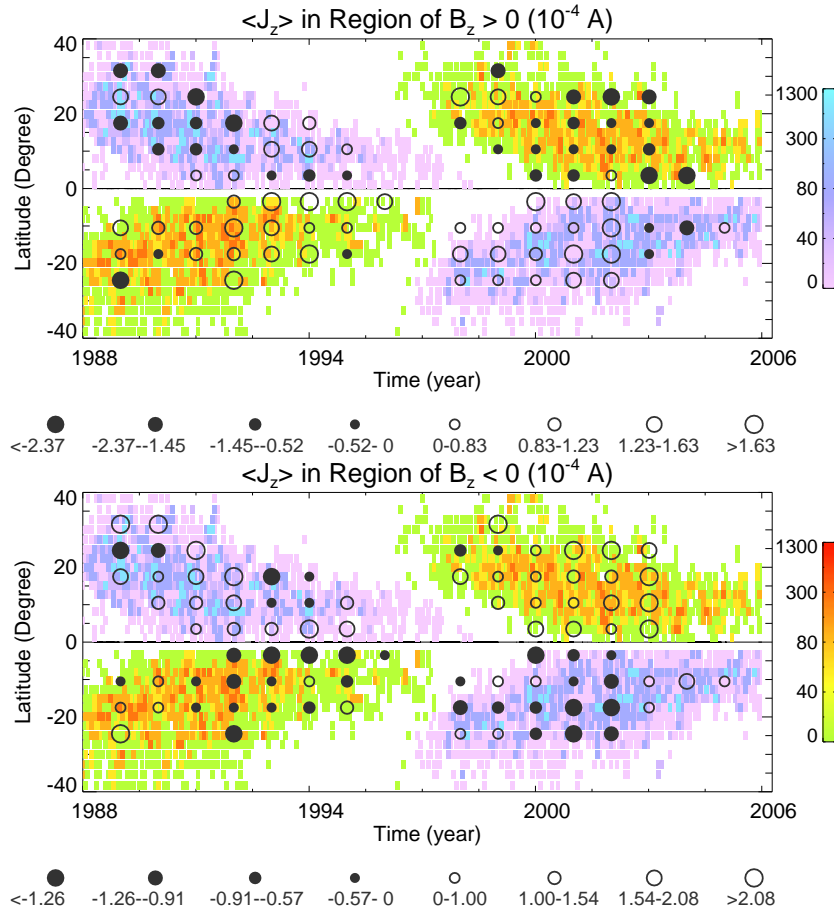 <J_z> in Region of B_z > 0 (10^-4 A)
40
20
0
-20
-40
Latitude (Degree)
1988 1994 2000 2006
Time (year)
1300
300
80
40
0
<-2.37 -2.37--1.45 -1.45--0.52 -0.52- 0 0-0.83 0.83-1.23 1.23-1.63 >1.63
<J_z> in Region of B_z < 0 (10^-4 A)
40
20
0
-20
-40
Latitude (Degree)
1988 1994 2000 2006
Time (year)
1300
300
80
40
0
<-1.26 -1.26--0.91 -0.91--0.57 -0.57- 0 0-1.00 1.00-1.54 1.54-2.08 >2.08